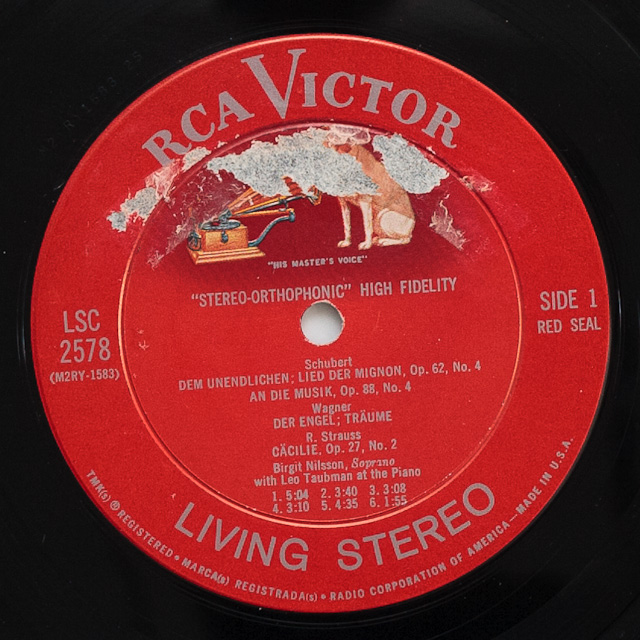 RCA VICTOR
"HIS MASTER'S VOICE"
"STEREO-ORTHOPHONIC" HIGH FIDELITY
LSC
2578
(M2RY-1583)
SIDE 1
RED SEAL
Schubert
DEM UNENDLICHEN; LIED DER MIGNON, Op. 62, No. 4
AN DIE MUSIK, Op. 88, No. 4
Wagner
DER ENGEL; TRÄUME
R. Strauss
CÄCILIE, Op. 27, No. 2
Birgit Nilsson, Soprano
with Leo Taubman at the Piano
1. 5:04 2. 3:40 3. 3:08
4. 3:10 5. 4:35 6. 1:55
LIVING STEREO
TMK(s) ® REGISTERED • MARCA(s) REGISTRADA(s) • RADIO CORPORATION OF AMERICA—MADE IN U.S.A.